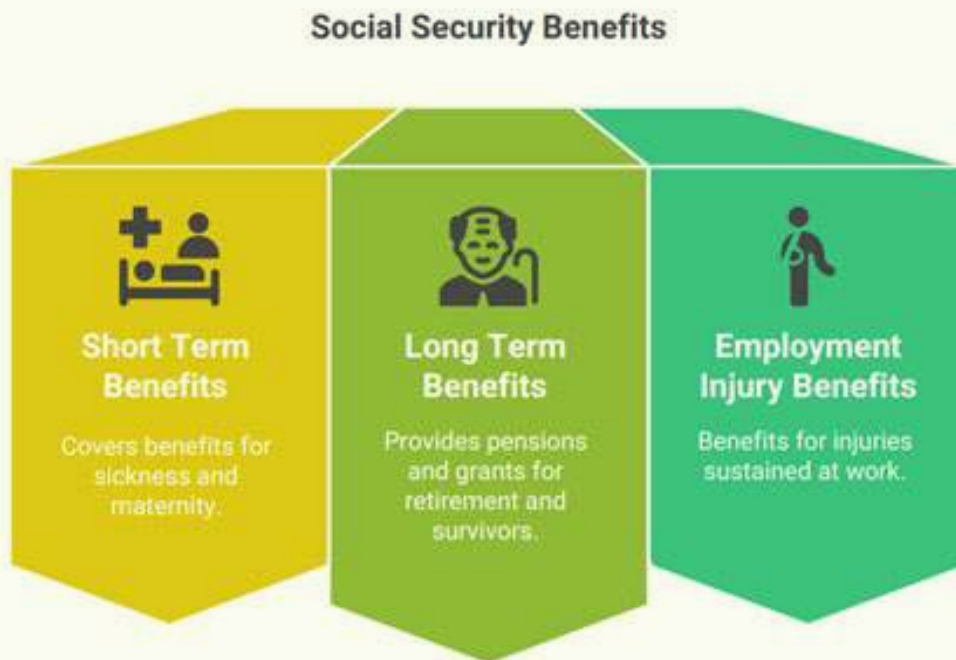 Social Security Benefits
Short Term
Benefits
Covers benefits for
sickness and
maternity.
Long Term
Benefits
Provides pensions
and grants for
retirement and
survivors.
Employment
Injury Benefits
Benefits for injuries
sustained at work.